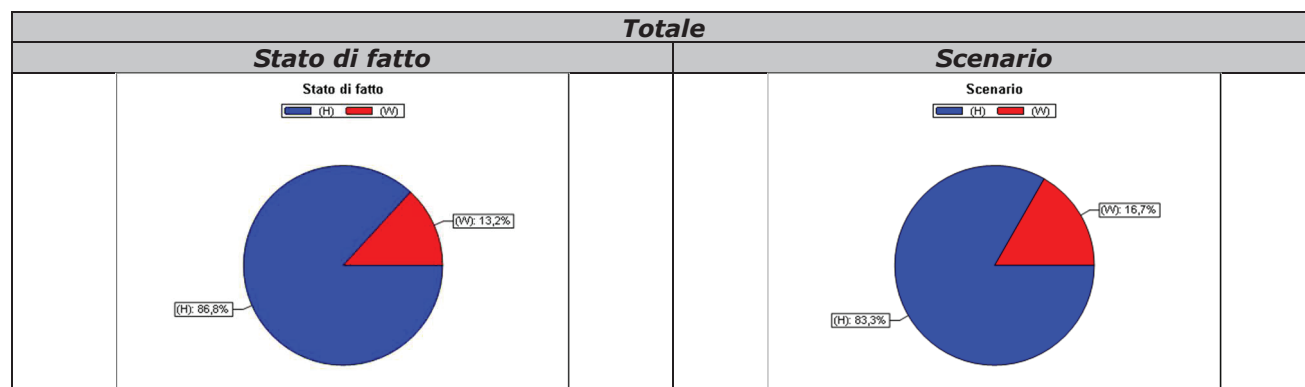 Totale
Stato di fatto
Scenario
Stato di fatto
(H) (W)
(W): 13,2%
(H): 86,8%
Scenario
(H) (W)
(W): 16,7%
(H): 83,3%